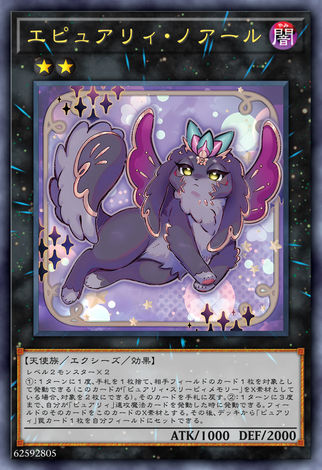 エピュアリィ・ノアール
やみ
闇
【天使族／エクシーズ／効果】
レベル２モンスター×２
①：１ターンに１度、手札を１枚捨て、相手フィールドのカード１枚を対象とし
て発動できる(このカードが「ピュアリィ・スリーピィメモリー」をX素材としてい
る場合、対象を２枚にできる)。そのカードを手札に戻す。②：１ターンに３
度まで、自分が「ピュアリィ」速攻魔法カードを発動した時に発動できる。フィー
ルドのそのカードをこのカードのX素材とする。その後、デッキから「ピュアリ
ィ」罠カード１枚を自分フィールドにセットできる。
ATK/1000 DEF/2000
62592805